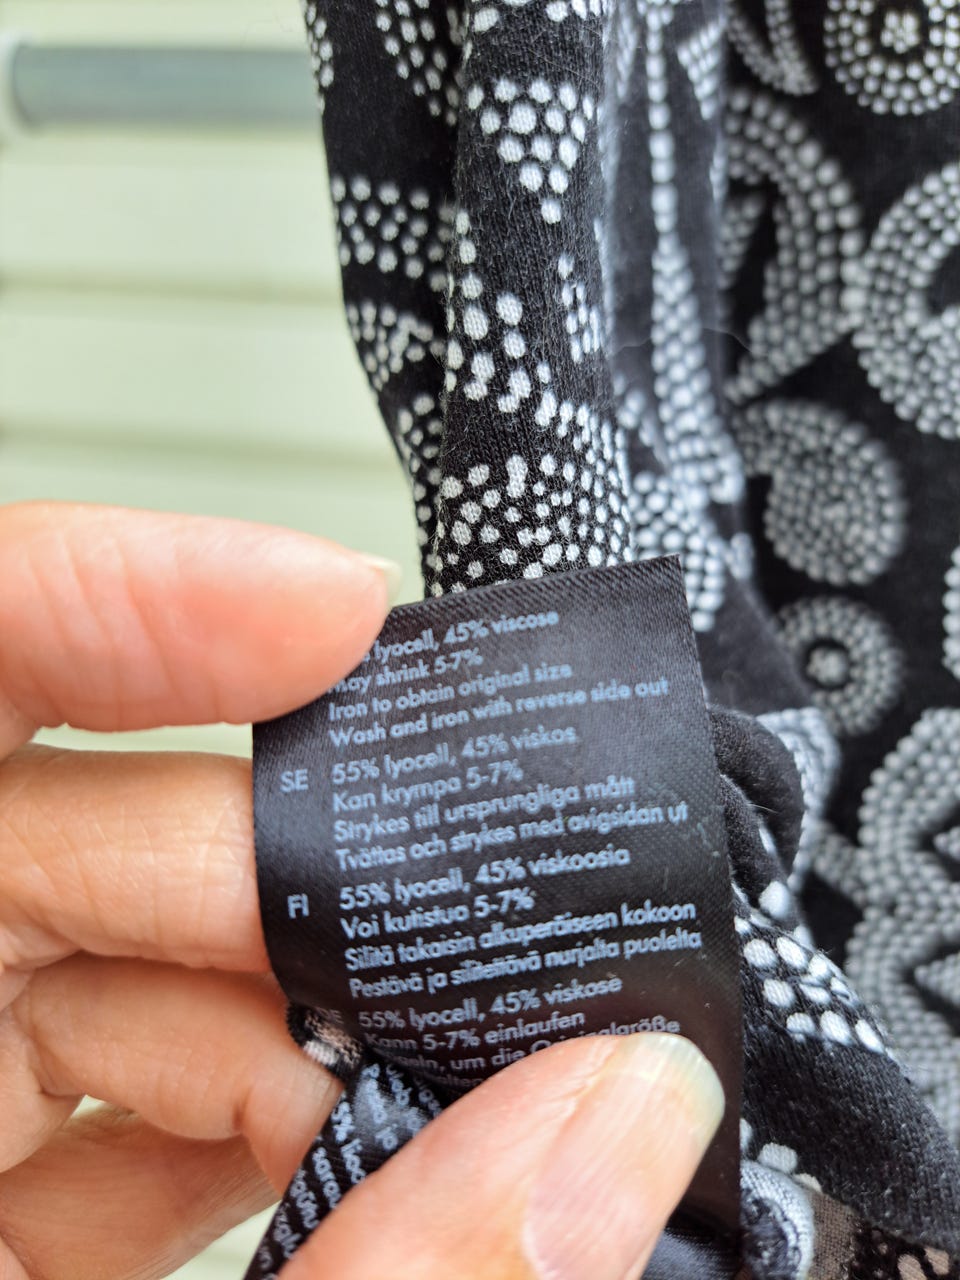 lyocell, 45% viscose
may shrink 5-7%
Iron to obtain original size
Wash and iron with reverse side out
SE 55% lyocell, 45% viskos
Kan krympa 5-7%
Strykes till ursprungliga mått
Tvättas och strykes med avigsidan ut
FI 55% lyocell, 45% viskoosia
Voi kutistua 5-7%
Silitä takaisin alkuperäiseen kokoon
Pestävä ja silitettävä nurjalta puolelta
55% lyocell, 45% viskose
Kann 5-7% einlaufen
um die Originalgröße